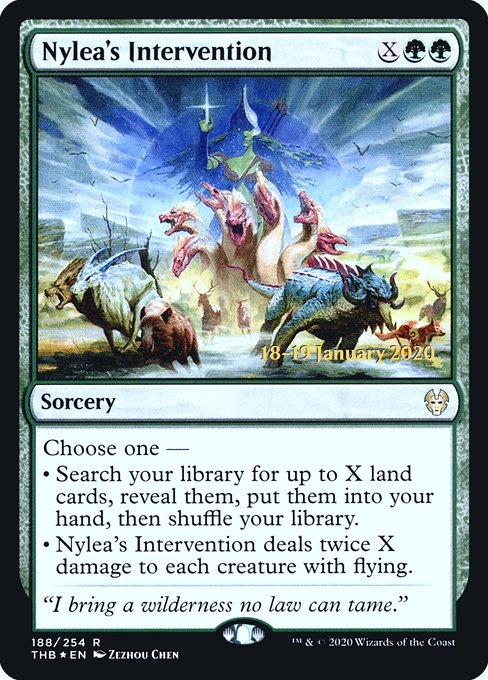 Nylea's Intervention X
18–19 January 2020
Sorcery
Choose one —
• Search your library for up to X land
cards, reveal them, put them into your
hand, then shuffle your library.
• Nylea's Intervention deals twice X
damage to each creature with flying.
“I bring a wilderness no law can tame.”
188/254 R
THB ★ EN Zezhou Chen
™ & © 2020 Wizards of the Coast